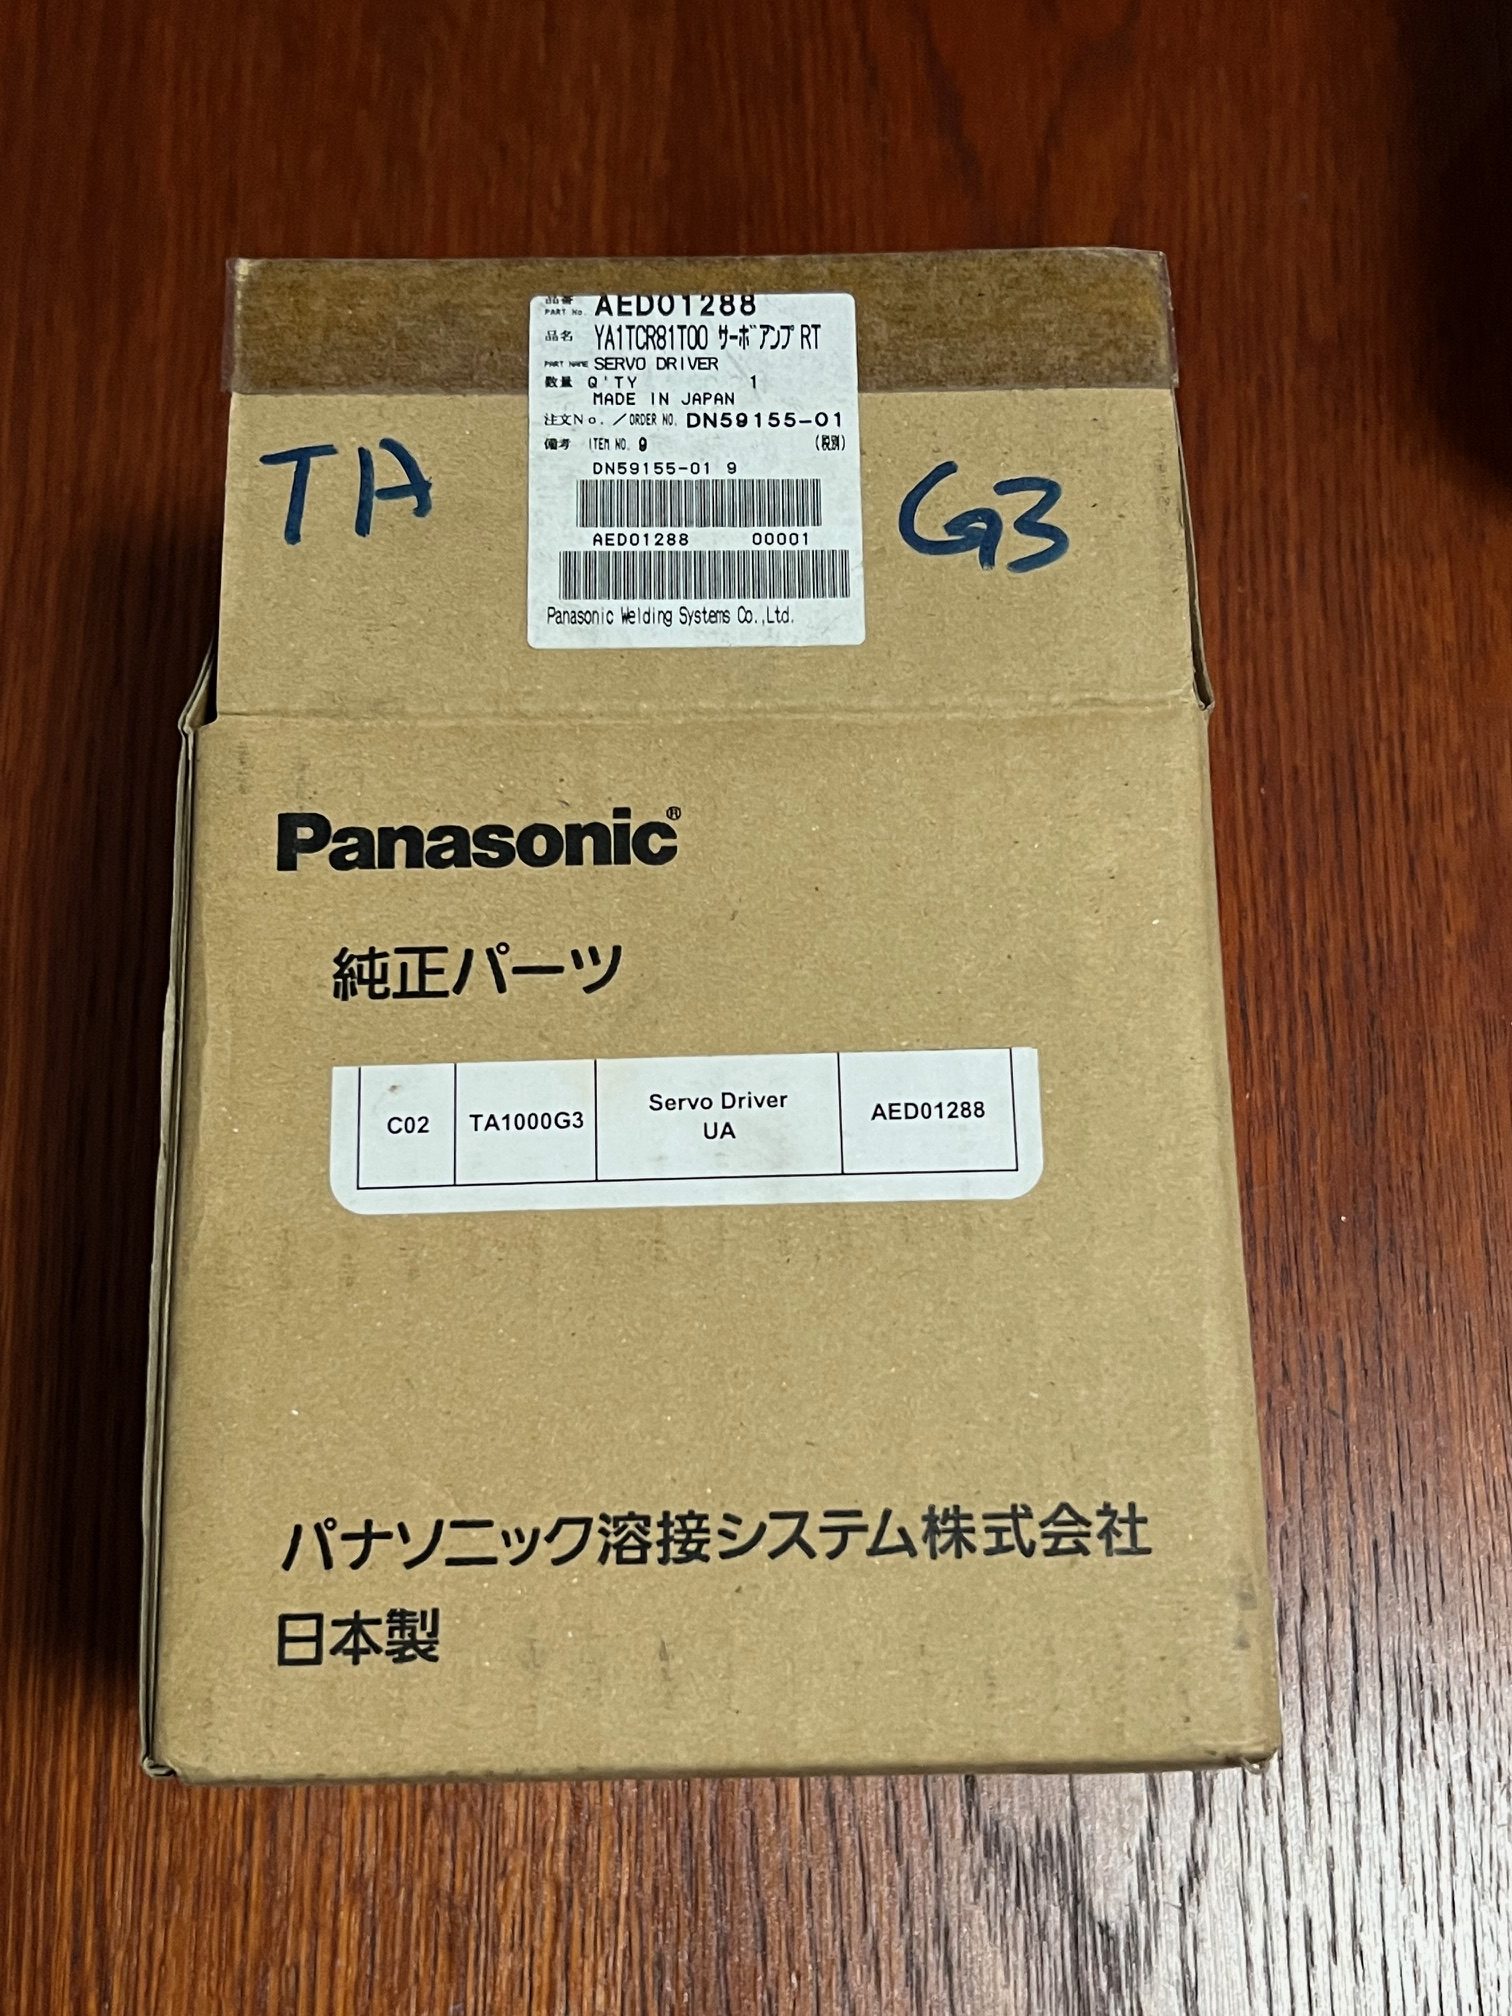 品番 PART No. AED01288
品名 YA1TCR81T00 サーボアンプ RT
PART NAME SERVO DRIVER
数量 Q'TY 1
MADE IN JAPAN
注文No./ORDER NO. DN59155-01
備考 ITEM NO. 9 (税別)
DN59155-01 9
AED01288 00001
Panasonic Welding Systems Co.,Ltd.
TA G3
Panasonic®
純正パーツ
C02 TA1000G3 Servo Driver UA AED01288
パナソニック溶接システム株式会社
日本製